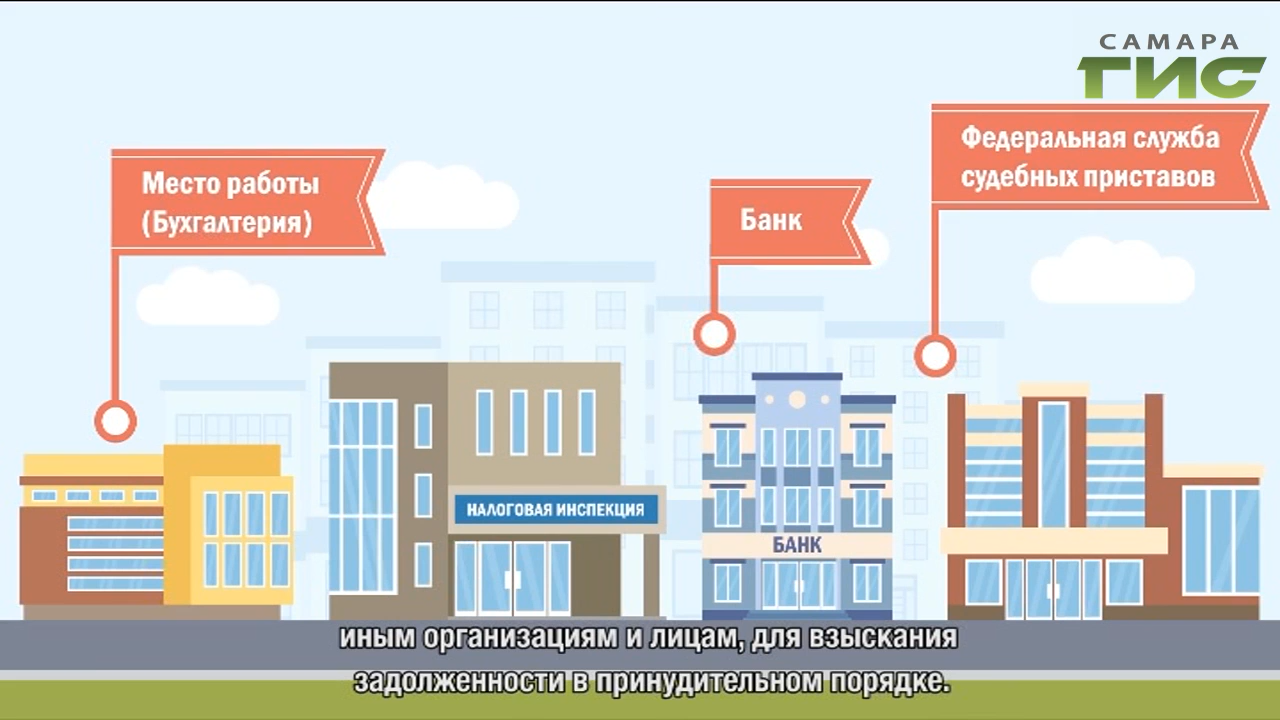 САМАРА
ГИС
Федеральная служба
судебных приставов
Место работы
(Бухгалтерия)
Банк
НАЛОГОВАЯ ИНСПЕКЦИЯ
БАНК
иным организациям и лицам, для взыскания
задолженности в принудительном порядке.